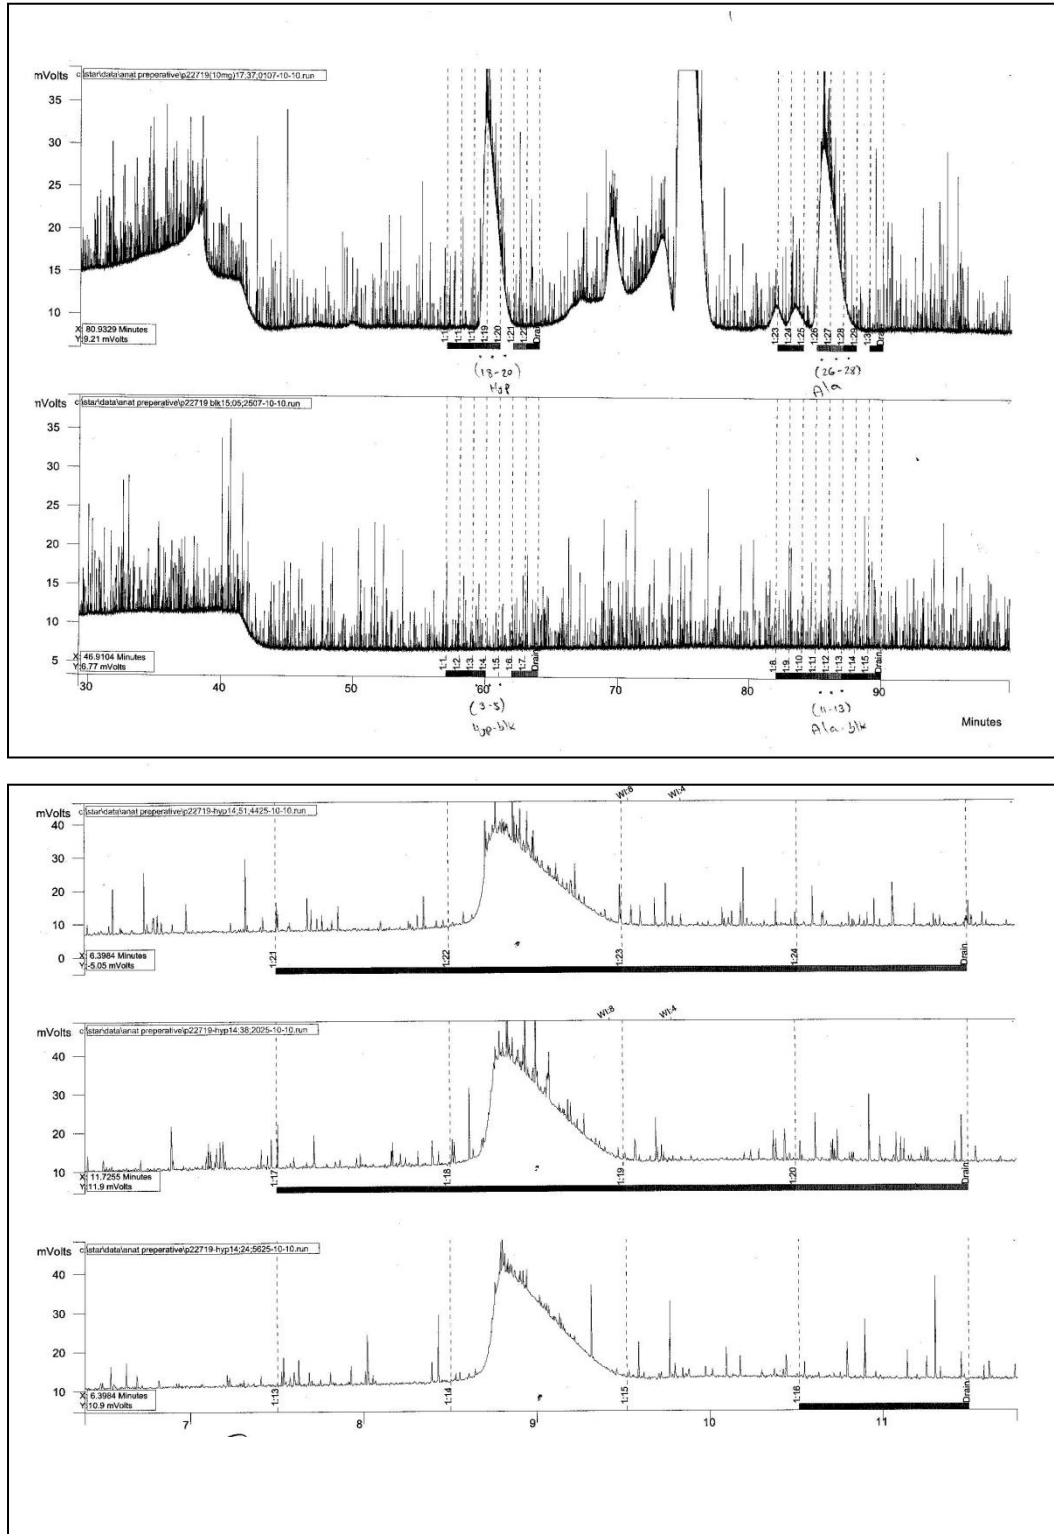 mVolts
c:\star\data\anat preperative\p22719(10mg)17;37;0107-10-10.run
35
30
25
20
15
10
X: 80.9329 Minutes
Y: 9.21 mVolts
1:19
1:20
1:21
1:22
Drain
1:23
1:24
1:25
1:26
1:27
1:28
1:29
Drain
(18-20)
Hyp
(26-28)
Ala
mVolts
c:\star\data\anat preperative\p22719 blk15;05;2507-10-10.run
35
30
25
20
15
10
5
X: 46.9104 Minutes
Y: 6.77 mVolts
1:1.
1:2.
1:3.
1:4.
1:5.
1:6.
1:7.
Drain
1:8.
1:9.
1:10
1:11
1:12
1:13
1:14
1:15
Drain
30 40 50 60 70 80 90
(3-5)
Hyp-blk
(11-13)
Ala-blk
Minutes
mVolts
c:\star\data\anat preperative\p22719-hyp14;51;4425-10-10.run
WI:8 WI:4
40
30
20
10
0
X: 6.3984 Minutes
Y:-5.05 mVolts
1:21
1:22
1:23
1:24
Drain
mVolts
c:\star\data\anat preperative\p22719-hyp14;38;2025-10-10.run
WI:8 WI:4
40
30
20
10
X: 11.7255 Minutes
Y:11.9 mVolts
1:17
1:18
1:19
1:20
Drain
mVolts
c:\star\data\anat preperative\p22719-hyp14;24;5625-10-10.run
40
30
20
10
X: 6.3984 Minutes
Y:10.9 mVolts
1:13
1:14
1:15
1:16
Drain
7 8 9 10 11